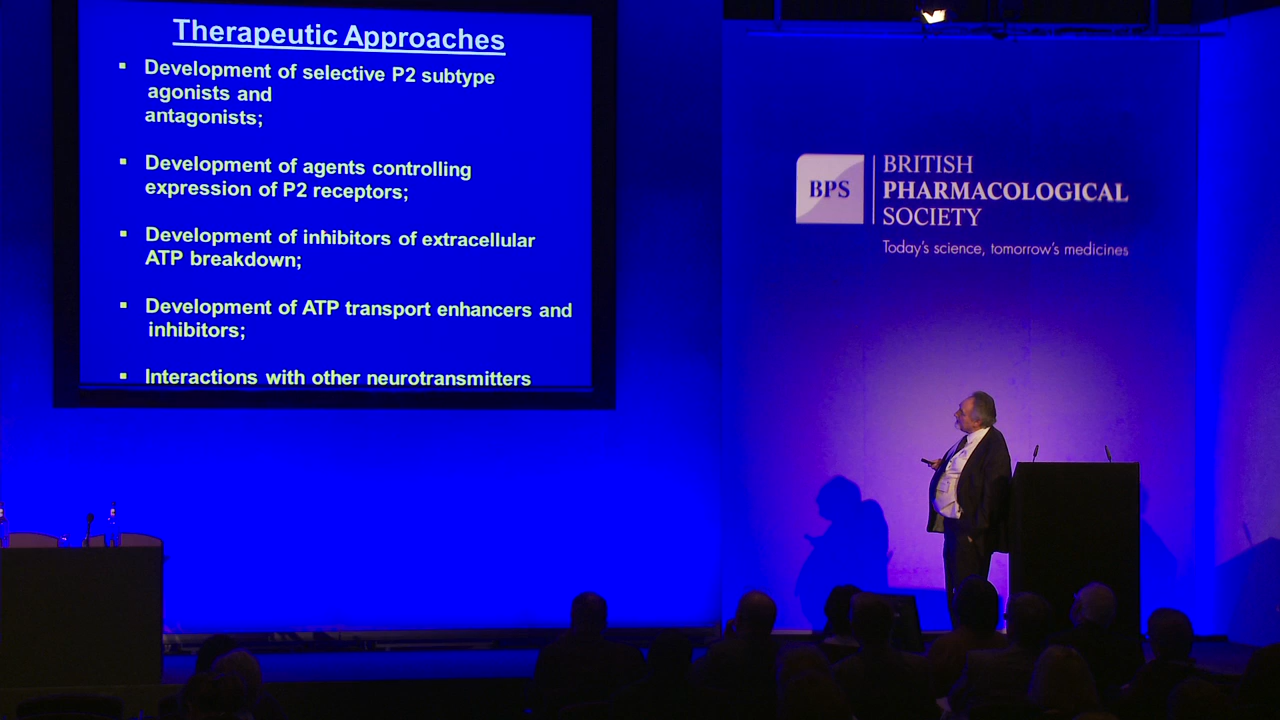 Therapeutic Approaches
▪ Development of selective P2 subtype
agonists and
antagonists;
▪ Development of agents controlling
expression of P2 receptors;
▪ Development of inhibitors of extracellular
ATP breakdown;
▪ Development of ATP transport enhancers and
inhibitors;
▪ Interactions with other neurotransmitters
BPS
BRITISH
PHARMACOLOGICAL
SOCIETY
Today's science, tomorrow's medicines